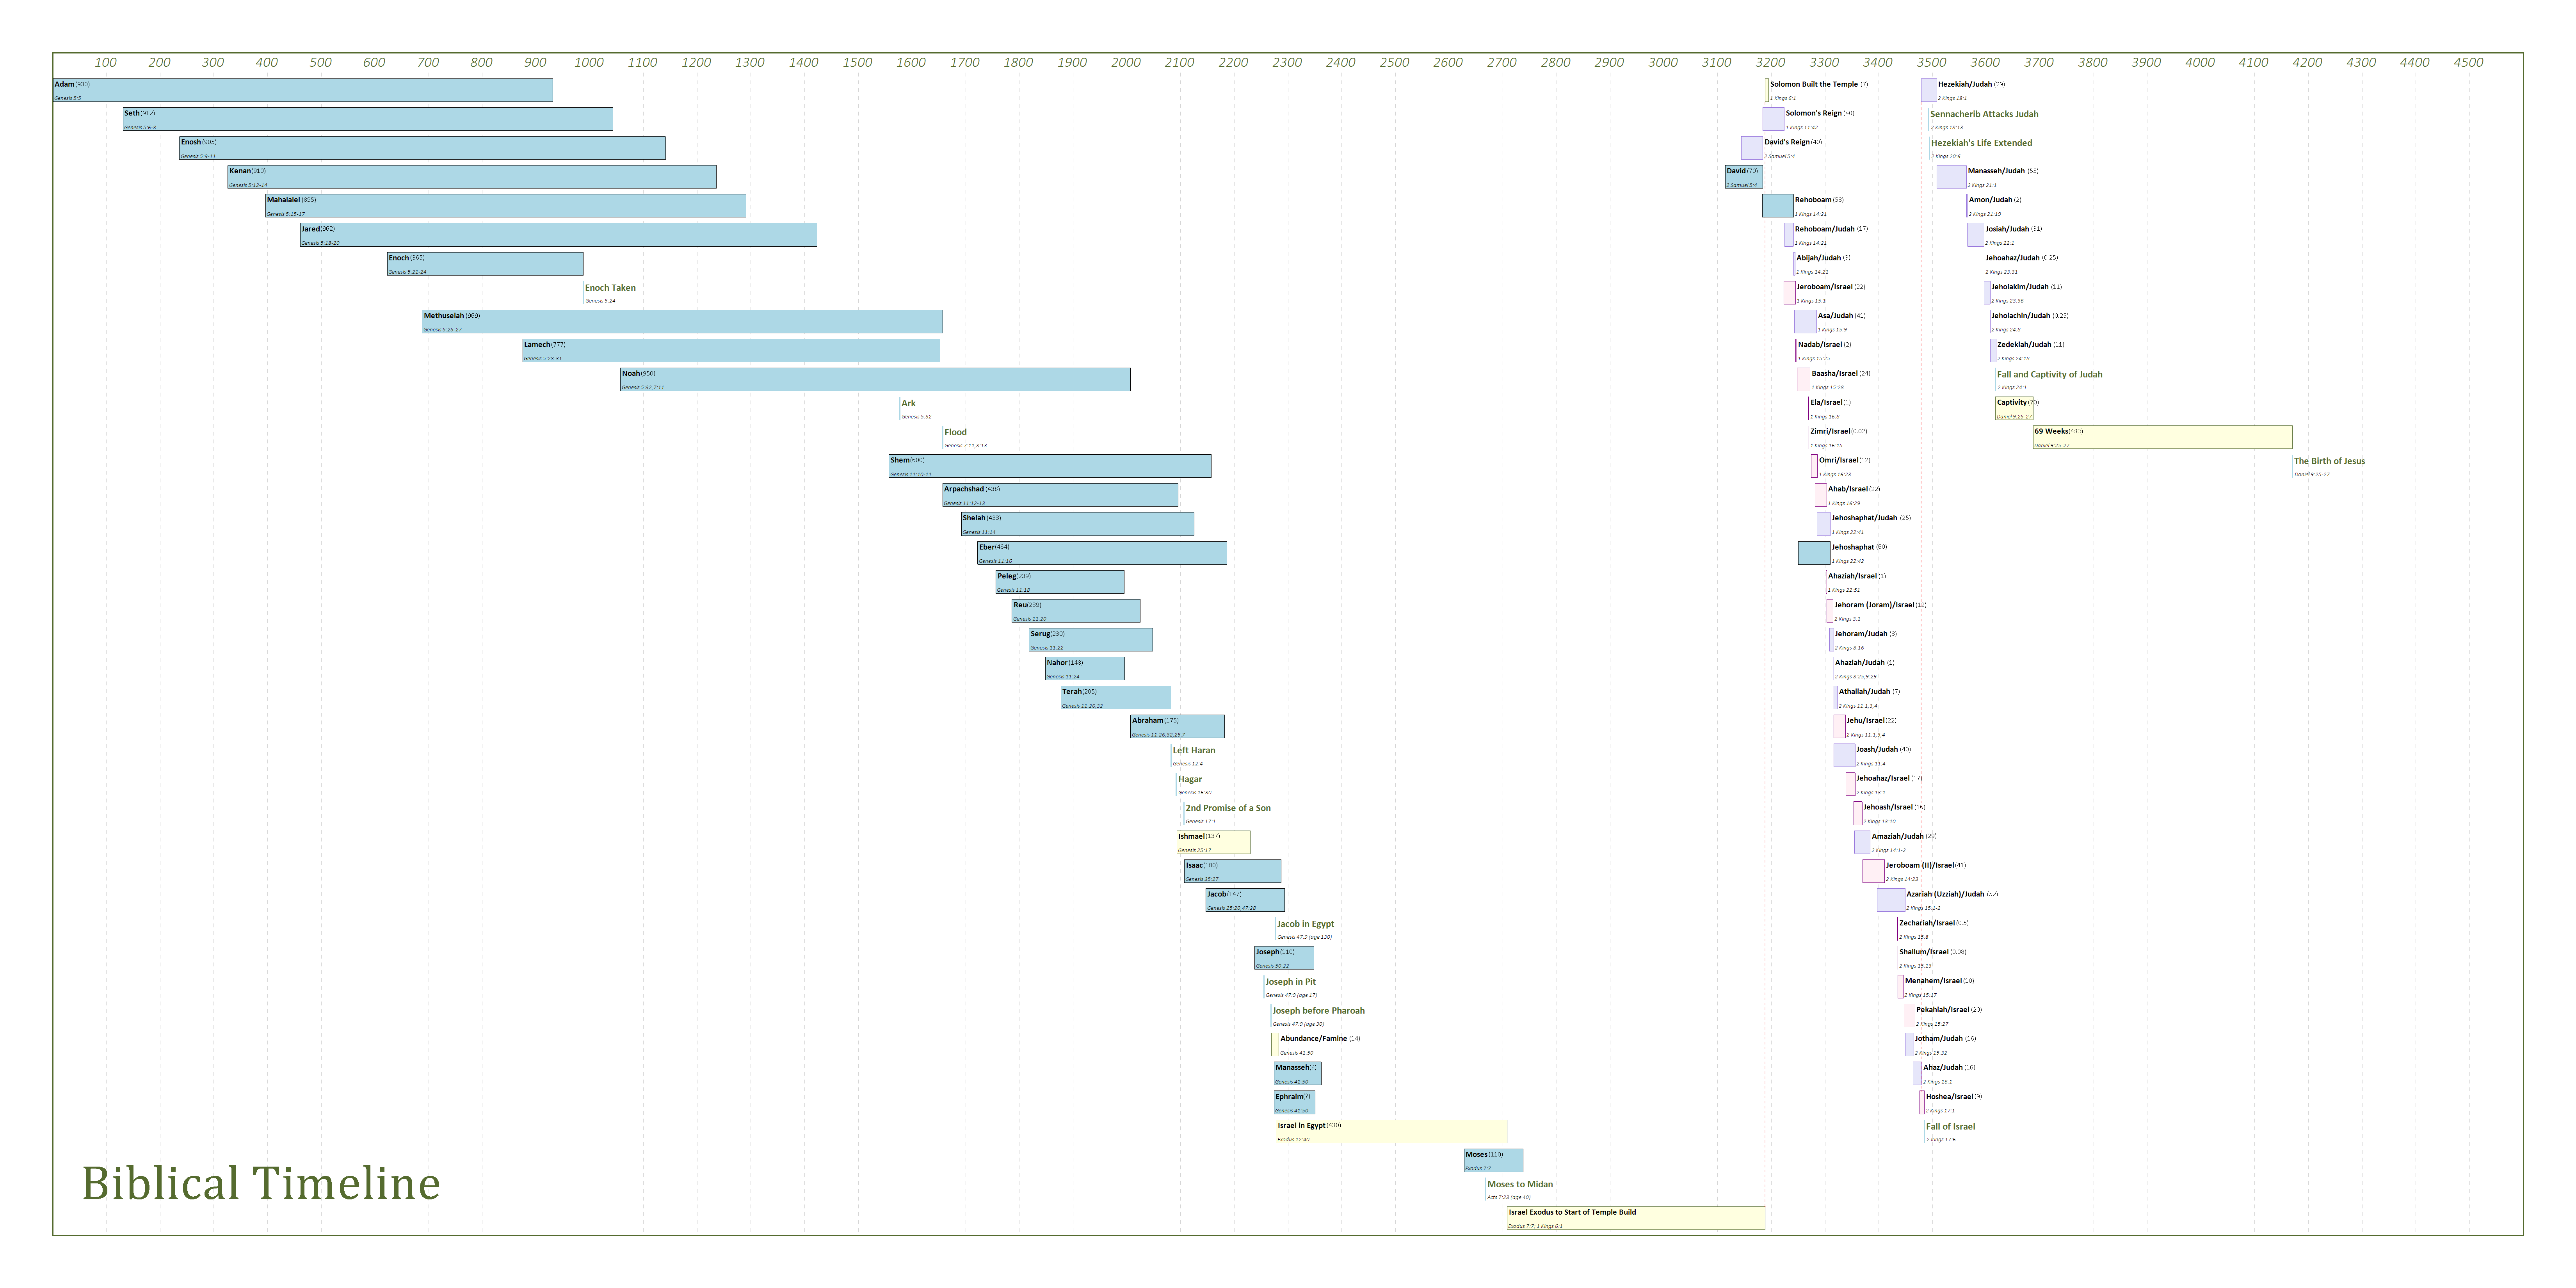 100 200 300 400 500 600 700 800 900 1000 1100 1200 1300 1400 1500 1600 1700 1800 1900 2000 2100 2200 2300 2400 2500 2600 2700 2800 2900 3000 3100 3200 3300 3400 3500 3600 3700 3800 3900 4000 4100 4200 4300 4400 4500
Adam (930)
Genesis 5:5
Seth (912)
Genesis 5:6-8
Enosh (905)
Genesis 5:9-11
Kenan (910)
Genesis 5:12-14
Mahalalel (895)
Genesis 5:15-17
Jared (962)
Genesis 5:18-20
Enoch (365)
Genesis 5:21-24
Enoch Taken
Genesis 5:24
Methuselah (969)
Genesis 5:25-27
Lamech (777)
Genesis 5:28-31
Noah (950)
Genesis 5:32,7:11
Ark
Genesis 5:32
Flood
Genesis 7:11,8:13
Shem (600)
Genesis 11:10-11
Arpachshad (438)
Genesis 11:12-13
Shelah (433)
Genesis 11:14
Eber (464)
Genesis 11:16
Peleg (239)
Genesis 11:18
Reu (239)
Genesis 11:20
Serug (230)
Genesis 11:22
Nahor (148)
Genesis 11:24
Terah (205)
Genesis 11:26,32
Abraham (175)
Genesis 11:26,32,25:7
Left Haran
Genesis 12:4
Hagar
Genesis 16:30
2nd Promise of a Son
Genesis 17:1
Ishmael (137)
Genesis 25:17
Isaac (180)
Genesis 35:27
Jacob (147)
Genesis 25:20,47:28
Jacob in Egypt
Genesis 47:9 (age 130)
Joseph (110)
Genesis 50:22
Joseph in Pit
Genesis 47:9 (age 17)
Joseph before Pharoah
Genesis 47:9 (age 30)
Abundance/Famine (14)
Genesis 41:50
Manasseh (?)
Genesis 41:50
Ephraim (?)
Genesis 41:50
Israel in Egypt (430)
Exodus 12:40
Moses (110)
Exodus 7:7
Moses to Midan
Acts 7:23 (age 40)
Israel Exodus to Start of Temple Build
Exodus 7:7; 1 Kings 6:1
Solomon Built the Temple (7)
1 Kings 6:1
Solomon's Reign (40)
1 Kings 11:42
David's Reign (40)
2 Samuel 5:4
David (70)
2 Samuel 5:4
Rehoboam (58)
1 Kings 14:21
Rehoboam/Judah (17)
1 Kings 14:21
Abijah/Judah (3)
1 Kings 14:21
Jeroboam/Israel (22)
1 Kings 15:1
Asa/Judah (41)
1 Kings 15:9
Nadab/Israel (2)
1 Kings 15:25
Baasha/Israel (24)
1 Kings 15:28
Ela/Israel (1)
1 Kings 16:8
Zimri/Israel (0.02)
1 Kings 16:15
Omri/Israel (12)
1 Kings 16:23
Ahab/Israel (22)
1 Kings 16:29
Jehoshaphat/Judah (25)
1 Kings 22:41
Jehoshaphat (60)
1 Kings 22:42
Ahaziah/Israel (1)
1 Kings 22:51
Jehoram (Joram)/Israel (12)
2 Kings 3:1
Jehoram/Judah (8)
2 Kings 8:16
Ahaziah/Judah (1)
2 Kings 8:25,9:29
Athaliah/Judah (7)
2 Kings 11:1,3,4
Jehu/Israel (22)
2 Kings 11:1,3,4
Joash/Judah (40)
2 Kings 11:4
Jehoahaz/Israel (17)
2 Kings 13:1
Jehoash/Israel (16)
2 Kings 13:10
Amaziah/Judah (29)
2 Kings 14:1-2
Jeroboam (II)/Israel (41)
2 Kings 14:23
Azariah (Uzziah)/Judah (52)
2 Kings 15:1-2
Zechariah/Israel (0.5)
2 Kings 15:8
Shallum/Israel (0.08)
2 Kings 15:13
Menahem/Israel (10)
2 Kings 15:17
Pekahiah/Israel (20)
2 Kings 15:27
Jotham/Judah (16)
2 Kings 15:32
Ahaz/Judah (16)
2 Kings 16:1
Hoshea/Israel (9)
2 Kings 17:1
Fall of Israel
2 Kings 17:6
Hezekiah/Judah (29)
2 Kings 18:1
Sennacherib Attacks Judah
2 Kings 18:13
Hezekiah's Life Extended
2 Kings 20:6
Manasseh/Judah (55)
2 Kings 21:1
Amon/Judah (2)
2 Kings 21:19
Josiah/Judah (31)
2 Kings 22:1
Jehoahaz/Judah (0.25)
2 Kings 23:31
Jehoiakim/Judah (11)
2 Kings 23:36
Jehoiachin/Judah (0.25)
2 Kings 24:8
Zedekiah/Judah (11)
2 Kings 24:18
Fall and Captivity of Judah
2 Kings 24:1
Captivity (70)
Daniel 9:25-27
69 Weeks (483)
Daniel 9:25-27
The Birth of Jesus
Daniel 9:25-27
Biblical Timeline